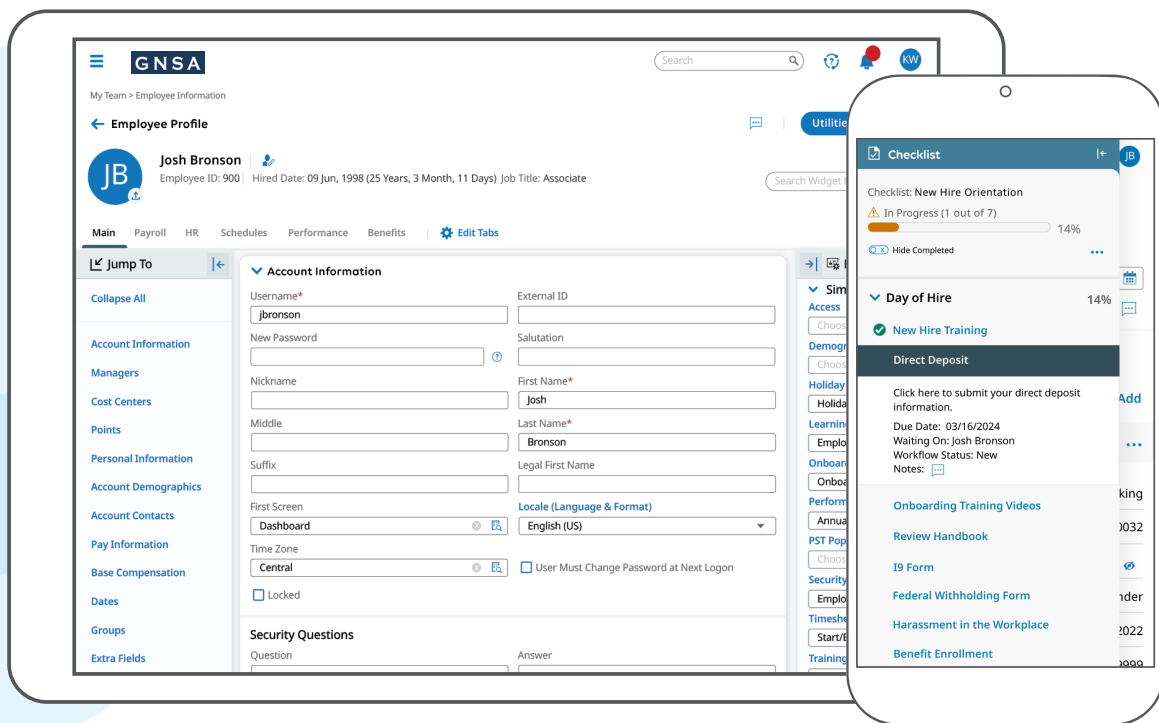 GNSA
Search
KW
My Team > Employee Information
Employee Profile
Utilitie
JB
Josh Bronson
Employee ID: 900 Hired Date: 09 Jun, 1998 (25 Years, 3 Month, 11 Days) Job Title: Associate
Search Widget
Main Payroll HR Schedules Performance Benefits Edit Tabs
Jump To
Collapse All
Account Information
Managers
Cost Centers
Points
Personal Information
Account Demographics
Account Contacts
Pay Information
Base Compensation
Dates
Groups
Extra Fields
Account Information
Username* External ID
jbronson
New Password Salutation
Nickname First Name*
Josh
Middle Last Name*
Bronson
Suffix Legal First Name
First Screen Locale (Language & Format)
Dashboard English (US)
Time Zone
Central User Must Change Password at Next Logon
Locked
Security Questions
Question Answer
Sim
Access
Choos
Demogr
Choos
Holiday
Holida
Learnin
Emplo
Onboar
Onboa
Perform
Annua
PST Pop
Choos
Security
Emplo
Timeshe
Start/E
Training
Checklist
JB
Checklist: New Hire Orientation
In Progress (1 out of 7)
14%
Hide Completed
Day of Hire 14%
New Hire Training
Direct Deposit
Click here to submit your direct deposit
information.
Due Date: 03/16/2024
Waiting On: Josh Bronson
Workflow Status: New
Notes:
Onboarding Training Videos
Review Handbook
I9 Form
Federal Withholding Form
Harassment in the Workplace
Benefit Enrollment
Add
king
0032
nder
2022
9999